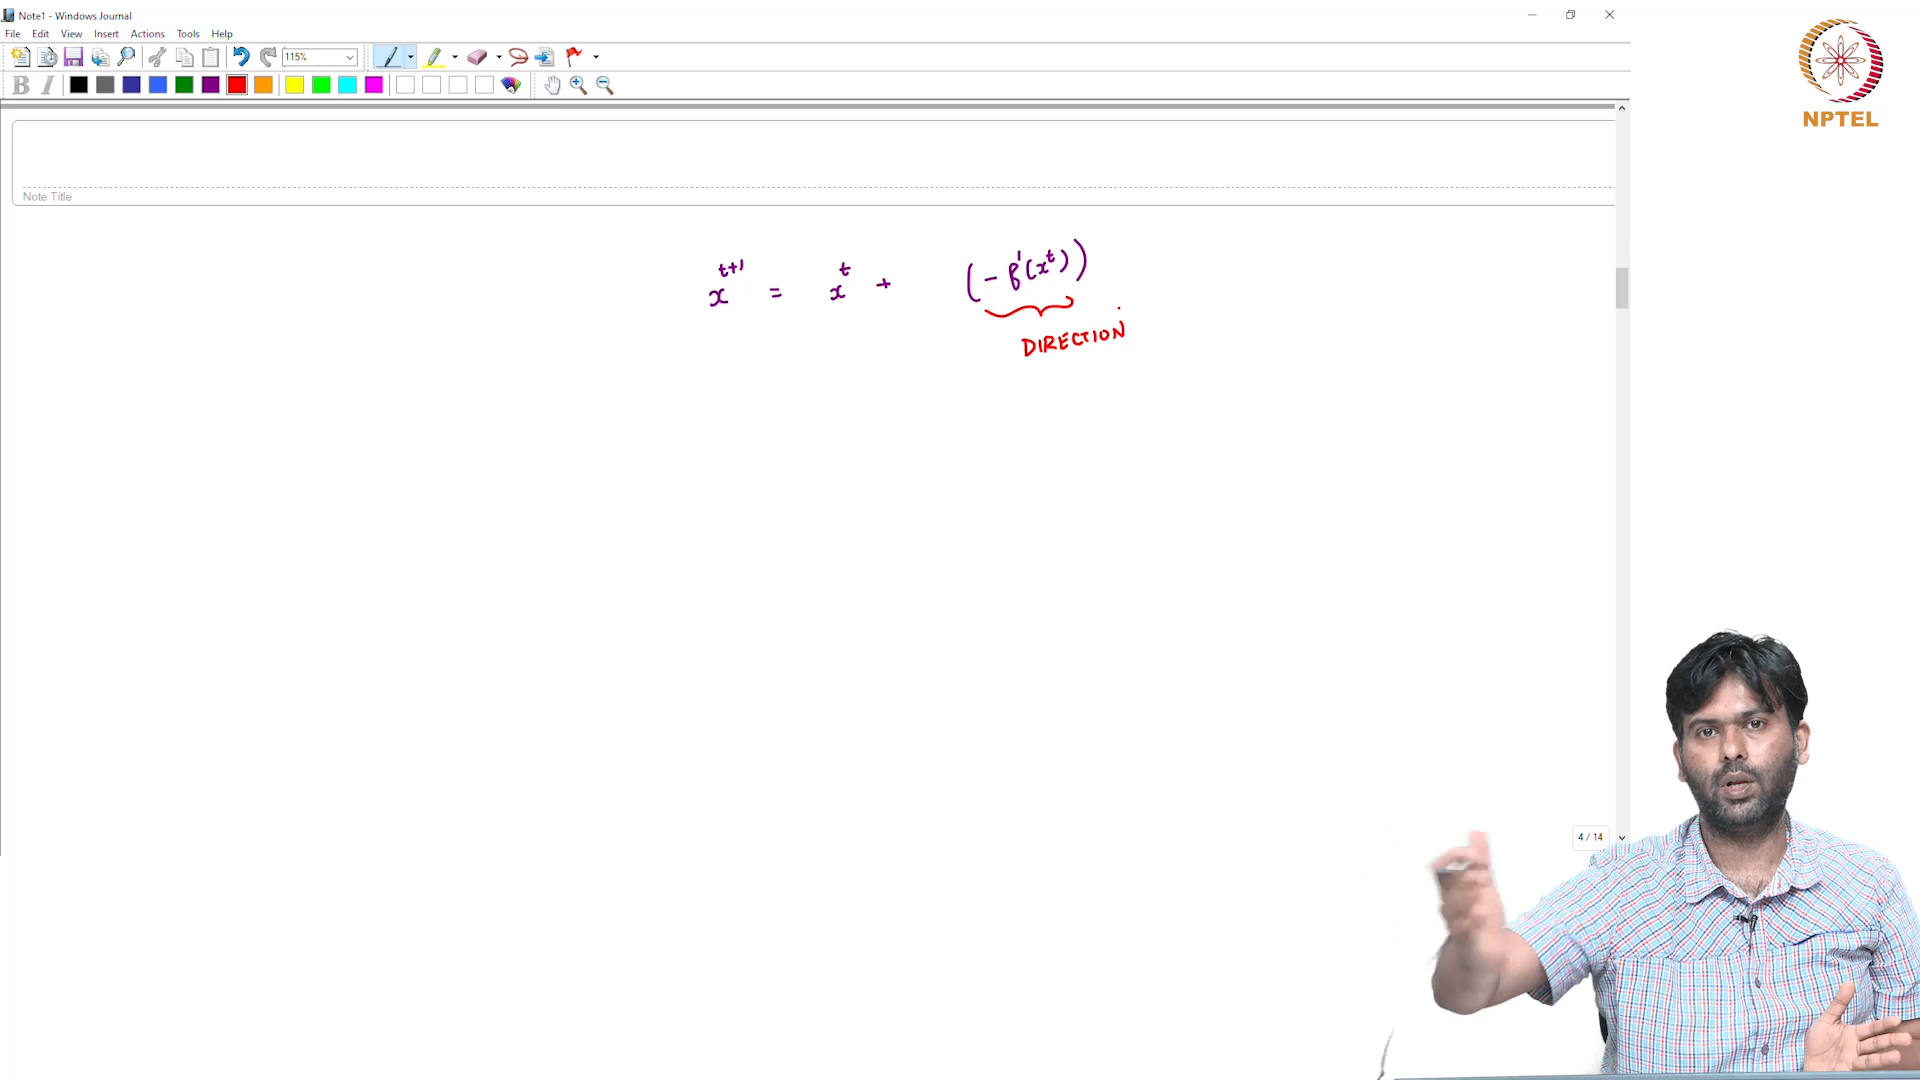 Note1 - Windows Journal
File Edit View Insert Actions Tools Help
115%
B I
NPTEL
Note Title
x^{t+1} = x^t + (-f'(x^t))
DIRECTION
4 / 14